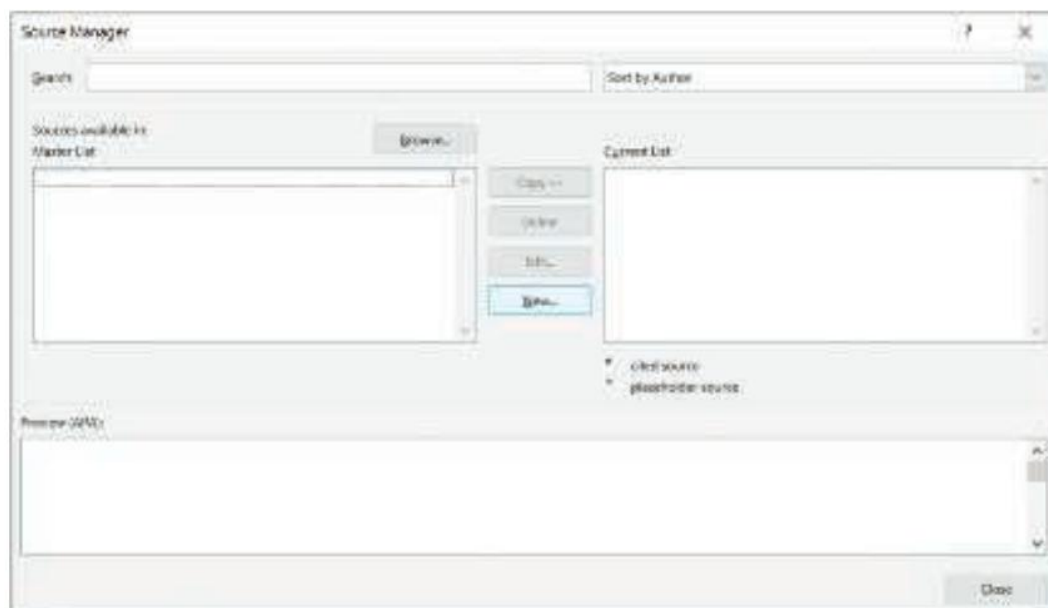 Source Manager ? ×
Search:
Sort by Author
Sources available in:
Master List
Browse...
Current List
Copy ->
Delete
Edit...
New...
* cited source
placeholder source
Preview (APA):
Close